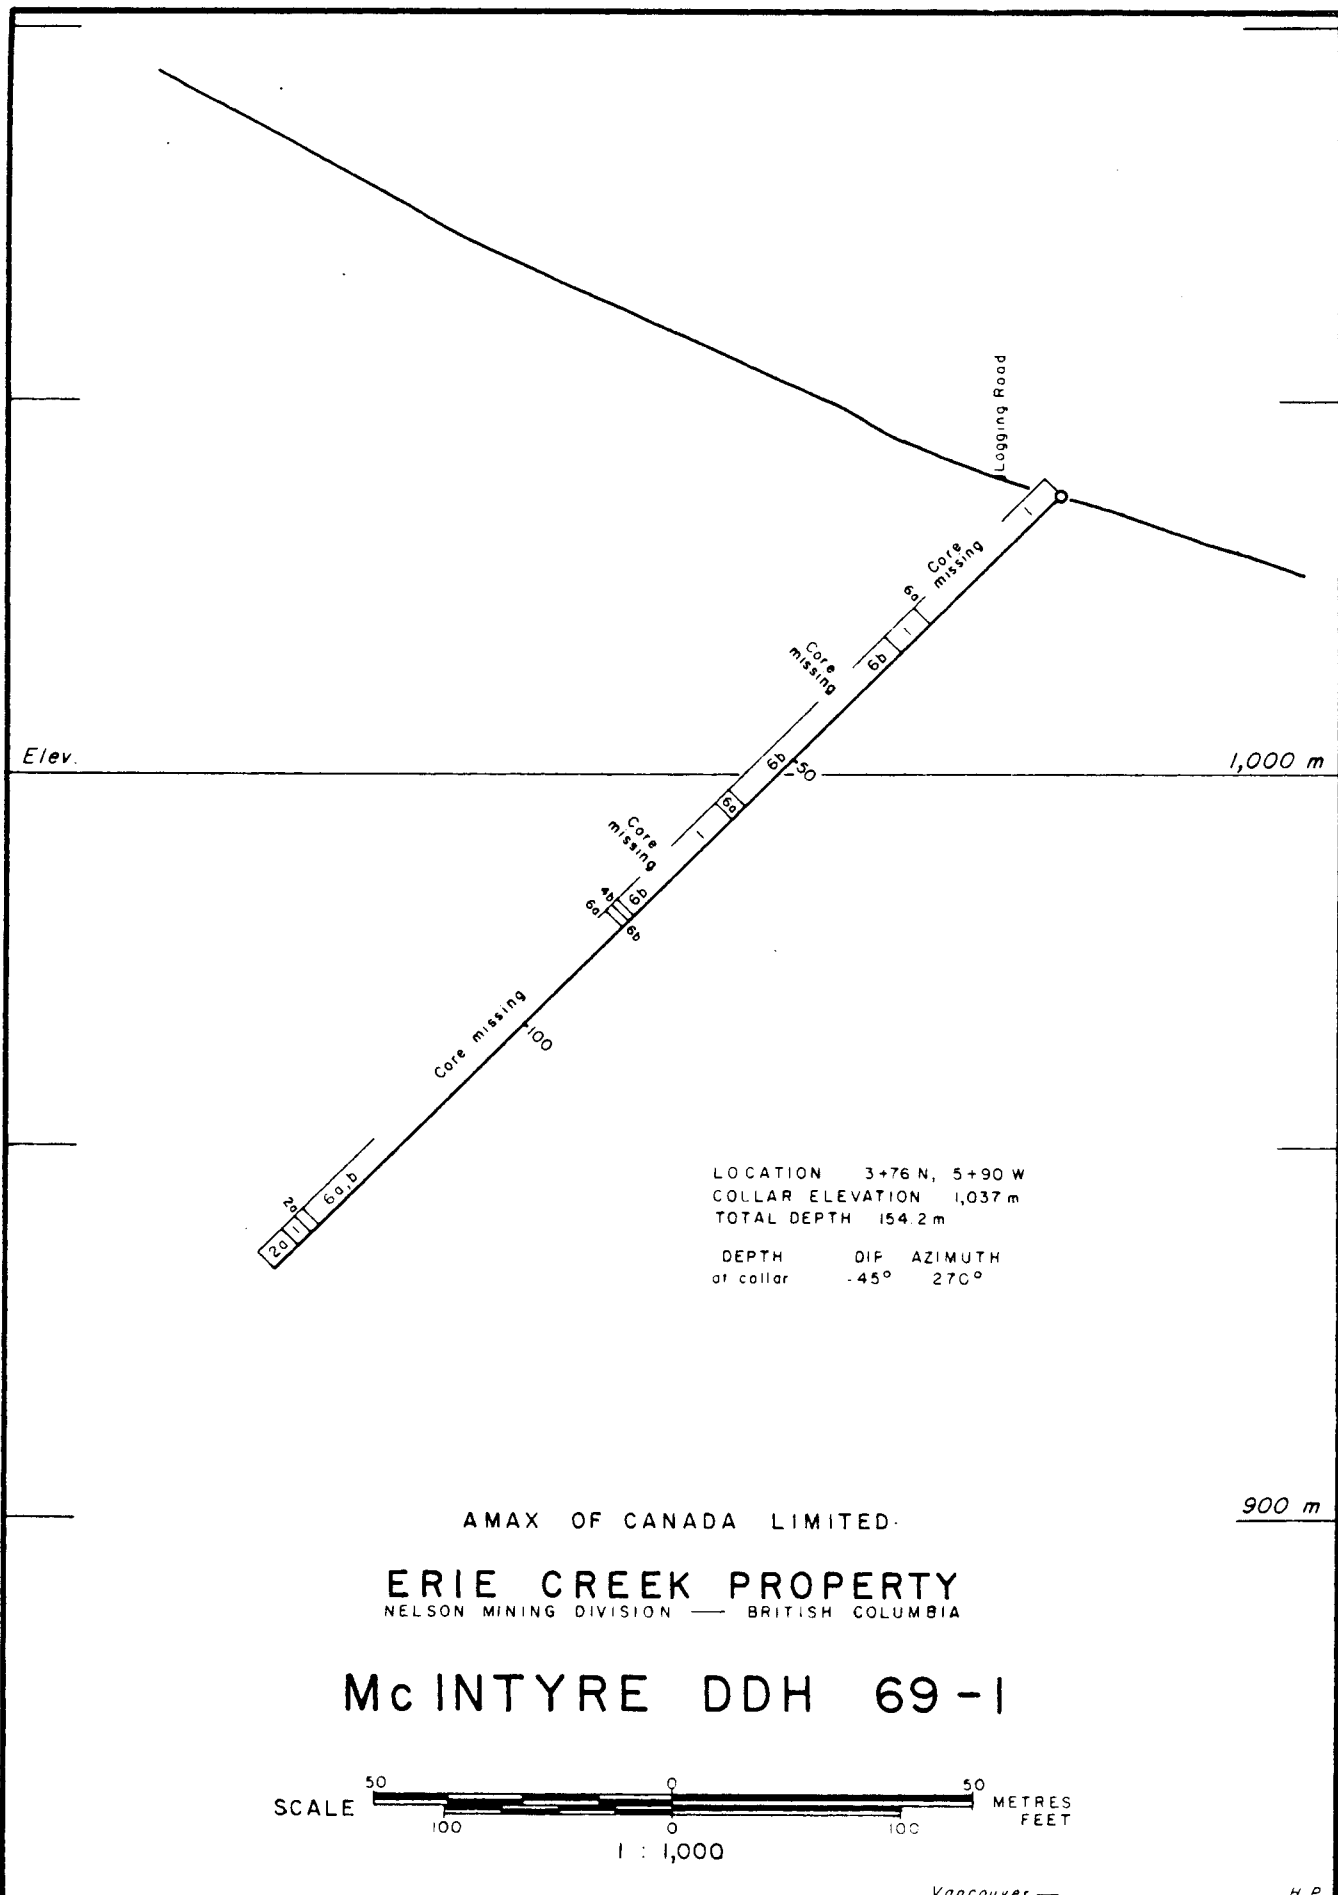 Logging Road
1
Core
missing
6a
1
6b
Core
missing
Elev.
1,000 m
6b
50
6a
1
Core
missing
4b
6b
6a
6b
Core missing
100
6a,b
2a
1
2a
LOCATION 3+76 N, 5+90 W
COLLAR ELEVATION 1,037 m
TOTAL DEPTH 154.2 m
DEPTH DIP AZIMUTH
at collar -45° 270°
900 m
AMAX OF CANADA LIMITED
ERIE CREEK PROPERTY
NELSON MINING DIVISION — BRITISH COLUMBIA
McINTYRE DDH 69-1
50 0 50
SCALE METRES
FEET
100 0 100
1 : 1,000
Vancouver — H.P.